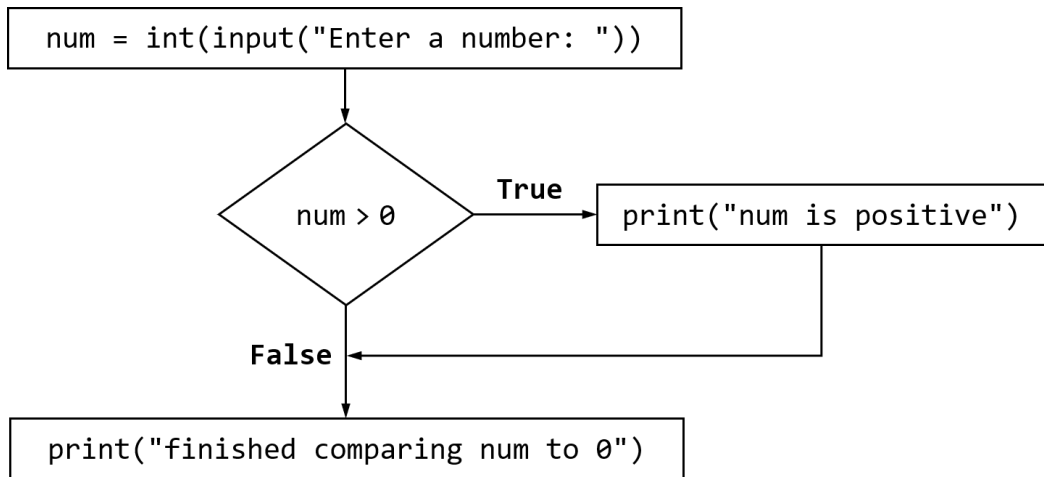 num = int(input("Enter a number: "))
num > 0
True
print("num is positive")
False
print("finished comparing num to 0")